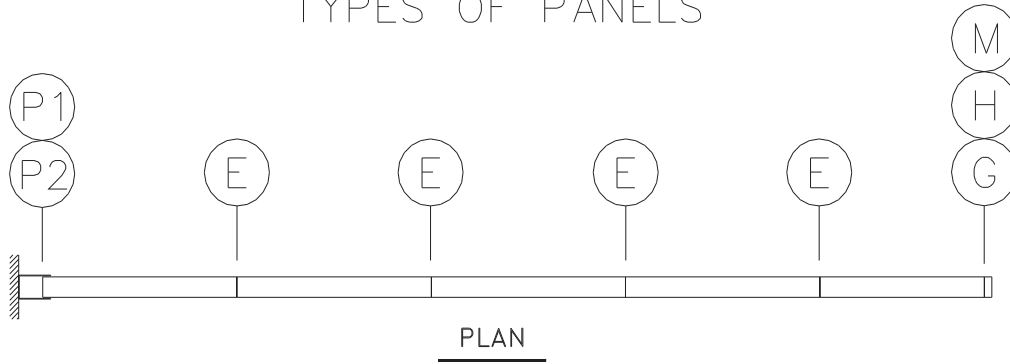 TYPES OF PANELS
M
P1
H
P2 E E E E G
PLAN